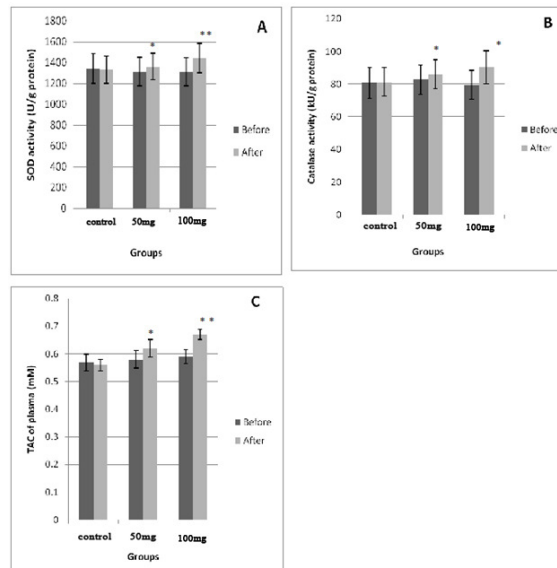 A
SOD activity (U/g protein)
1800
1600
1400
1200
1000
800
600
400
200
0
*
**
control 50mg 100mg
Groups
Before
After
B
Catalase activity (kU/g protein)
120
100
80
60
40
20
0
*
*
control 50mg 100mg
Groups
Before
After
C
TAC of plasma (mM)
0.8
0.7
0.6
0.5
0.4
0.3
0.2
0.1
0
*
**
control 50mg 100mg
Groups
Before
After